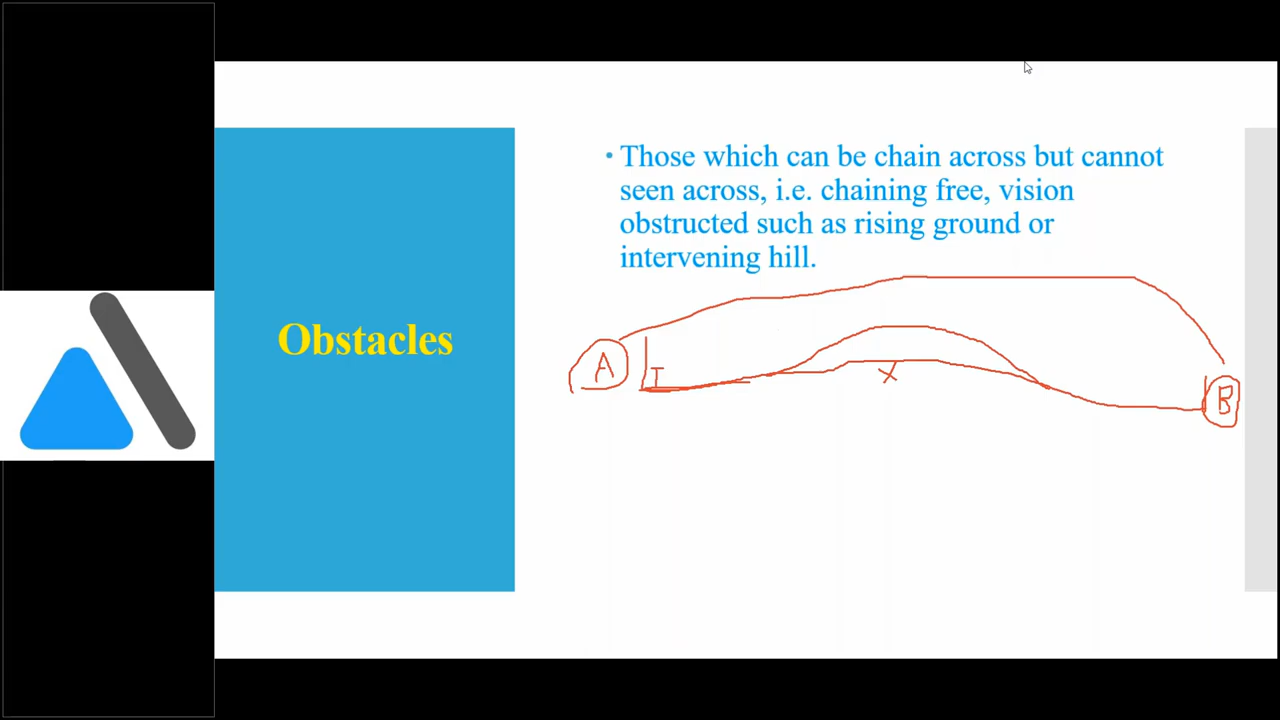 • Those which can be chain across but cannot
seen across, i.e. chaining free, vision
obstructed such as rising ground or
intervening hill.
Obstacles
A
I
X
B